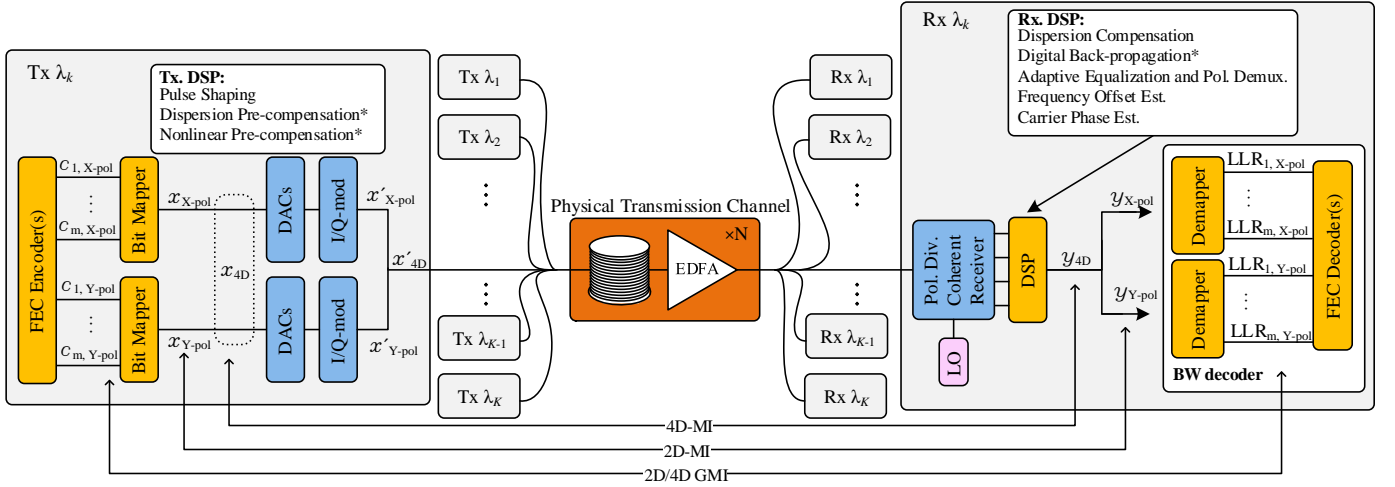 Tx λk
Tx. DSP:
Pulse Shaping
Dispersion Pre-compensation*
Nonlinear Pre-compensation*
FEC Encoder(s)
C1, X-pol
⋮
Cm, X-pol
C1, Y-pol
⋮
Cm, Y-pol
Bit Mapper
Bit Mapper
xX-pol
x4D
xY-pol
DACs
I/Q-mod
DACs
I/Q-mod
x′X-pol
x′4D
x′Y-pol
Tx λ1
Tx λ2
⋮
⋮
Tx λK-1
Tx λK
Physical Transmission Channel
×N
EDFA
Rx λ1
Rx λ2
⋮
⋮
Rx λK-1
Rx λK
Rx λk
Rx. DSP:
Dispersion Compensation
Digital Back-propagation*
Adaptive Equalization and Pol. Demux.
Frequency Offset Est.
Carrier Phase Est.
Pol. Div.
Coherent
Receiver
LO
DSP
y4D
yX-pol
yY-pol
Demapper
Demapper
LLR1, X-pol
⋮
LLRm, X-pol
LLR1, Y-pol
⋮
LLRm, Y-pol
FEC Decoder(s)
BW decoder
4D-MI
2D-MI
2D/4D GMI